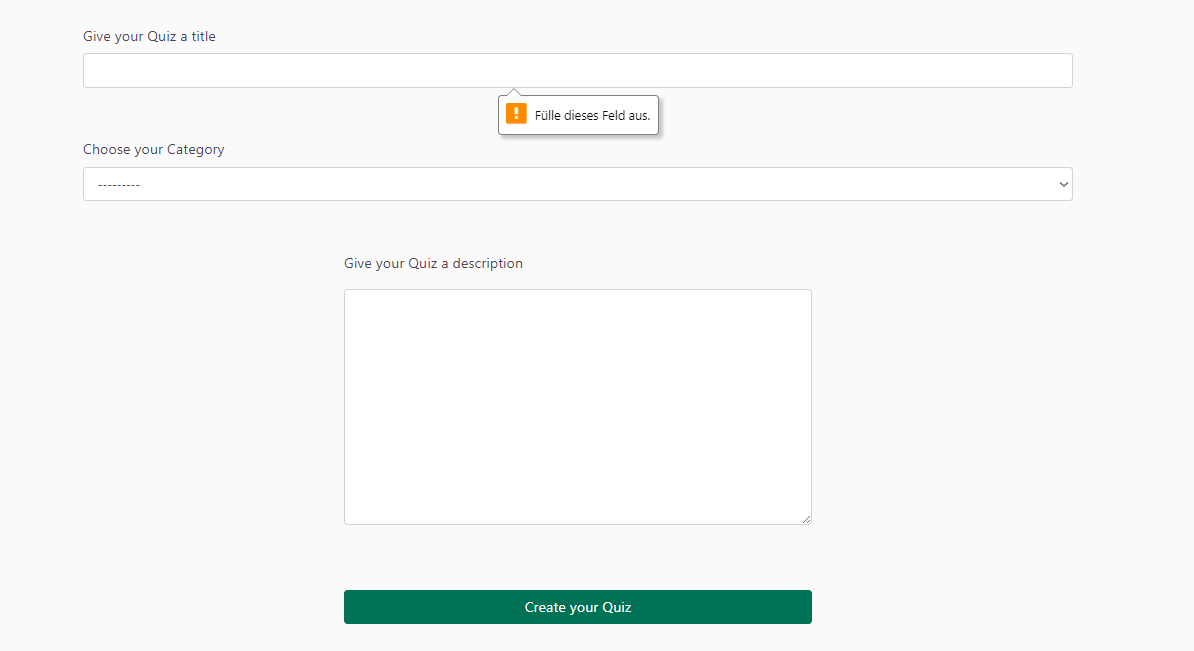 Give your Quiz a title
Fülle dieses Feld aus.
Choose your Category
---------
Give your Quiz a description
Create your Quiz